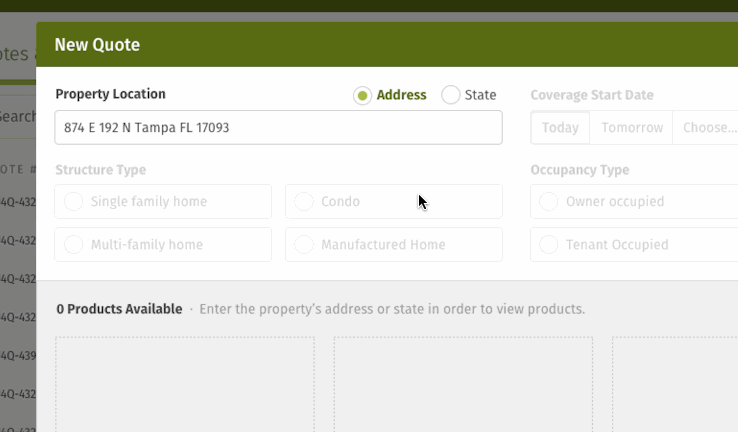 New Quote
otes
Property Location
Address
State
Coverage Start Date
874 E 192 N Tampa FL 17093
Today
Tomorrow
Choose...
Search
Structure Type
Occupancy Type
OTE #
Single family home
Condo
Owner occupied
4Q-432
Multi-family home
Manufactured Home
Tenant Occupied
4Q-432
4Q-432
0 Products Available · Enter the property's address or state in order to view products.
4Q-432
4Q-439
4Q-432
4Q-432